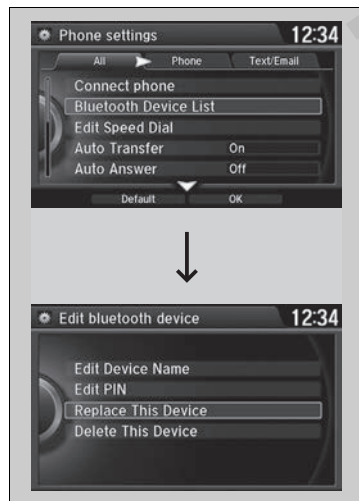 Phone settings 12:34
All Phone Text/Email
Connect phone
Bluetooth Device List
Edit Speed Dial
Auto Transfer On
Auto Answer Off
Default OK
Edit bluetooth device 12:34
Edit Device Name
Edit PIN
Replace This Device
Delete This Device